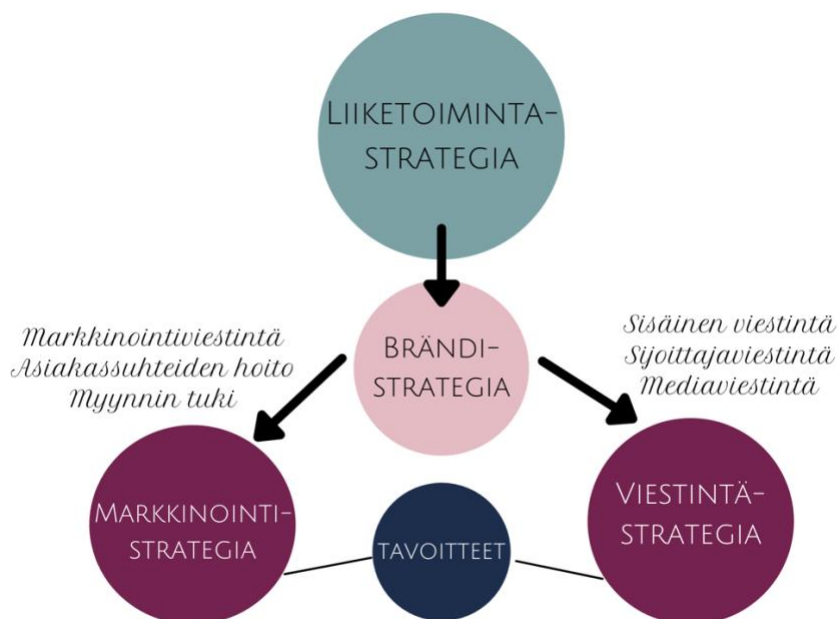 LIIKETOIMINTA-
STRATEGIA
BRÄNDI-
STRATEGIA
Markkinointiviestintä
Asiakassuhteiden hoito
Myynnin tuki
Sisäinen viestintä
Sijoittajaviestintä
Mediaviestintä
MARKKINOINTI-
STRATEGIA
TAVOITTEET
VIESTINTÄ-
STRATEGIA